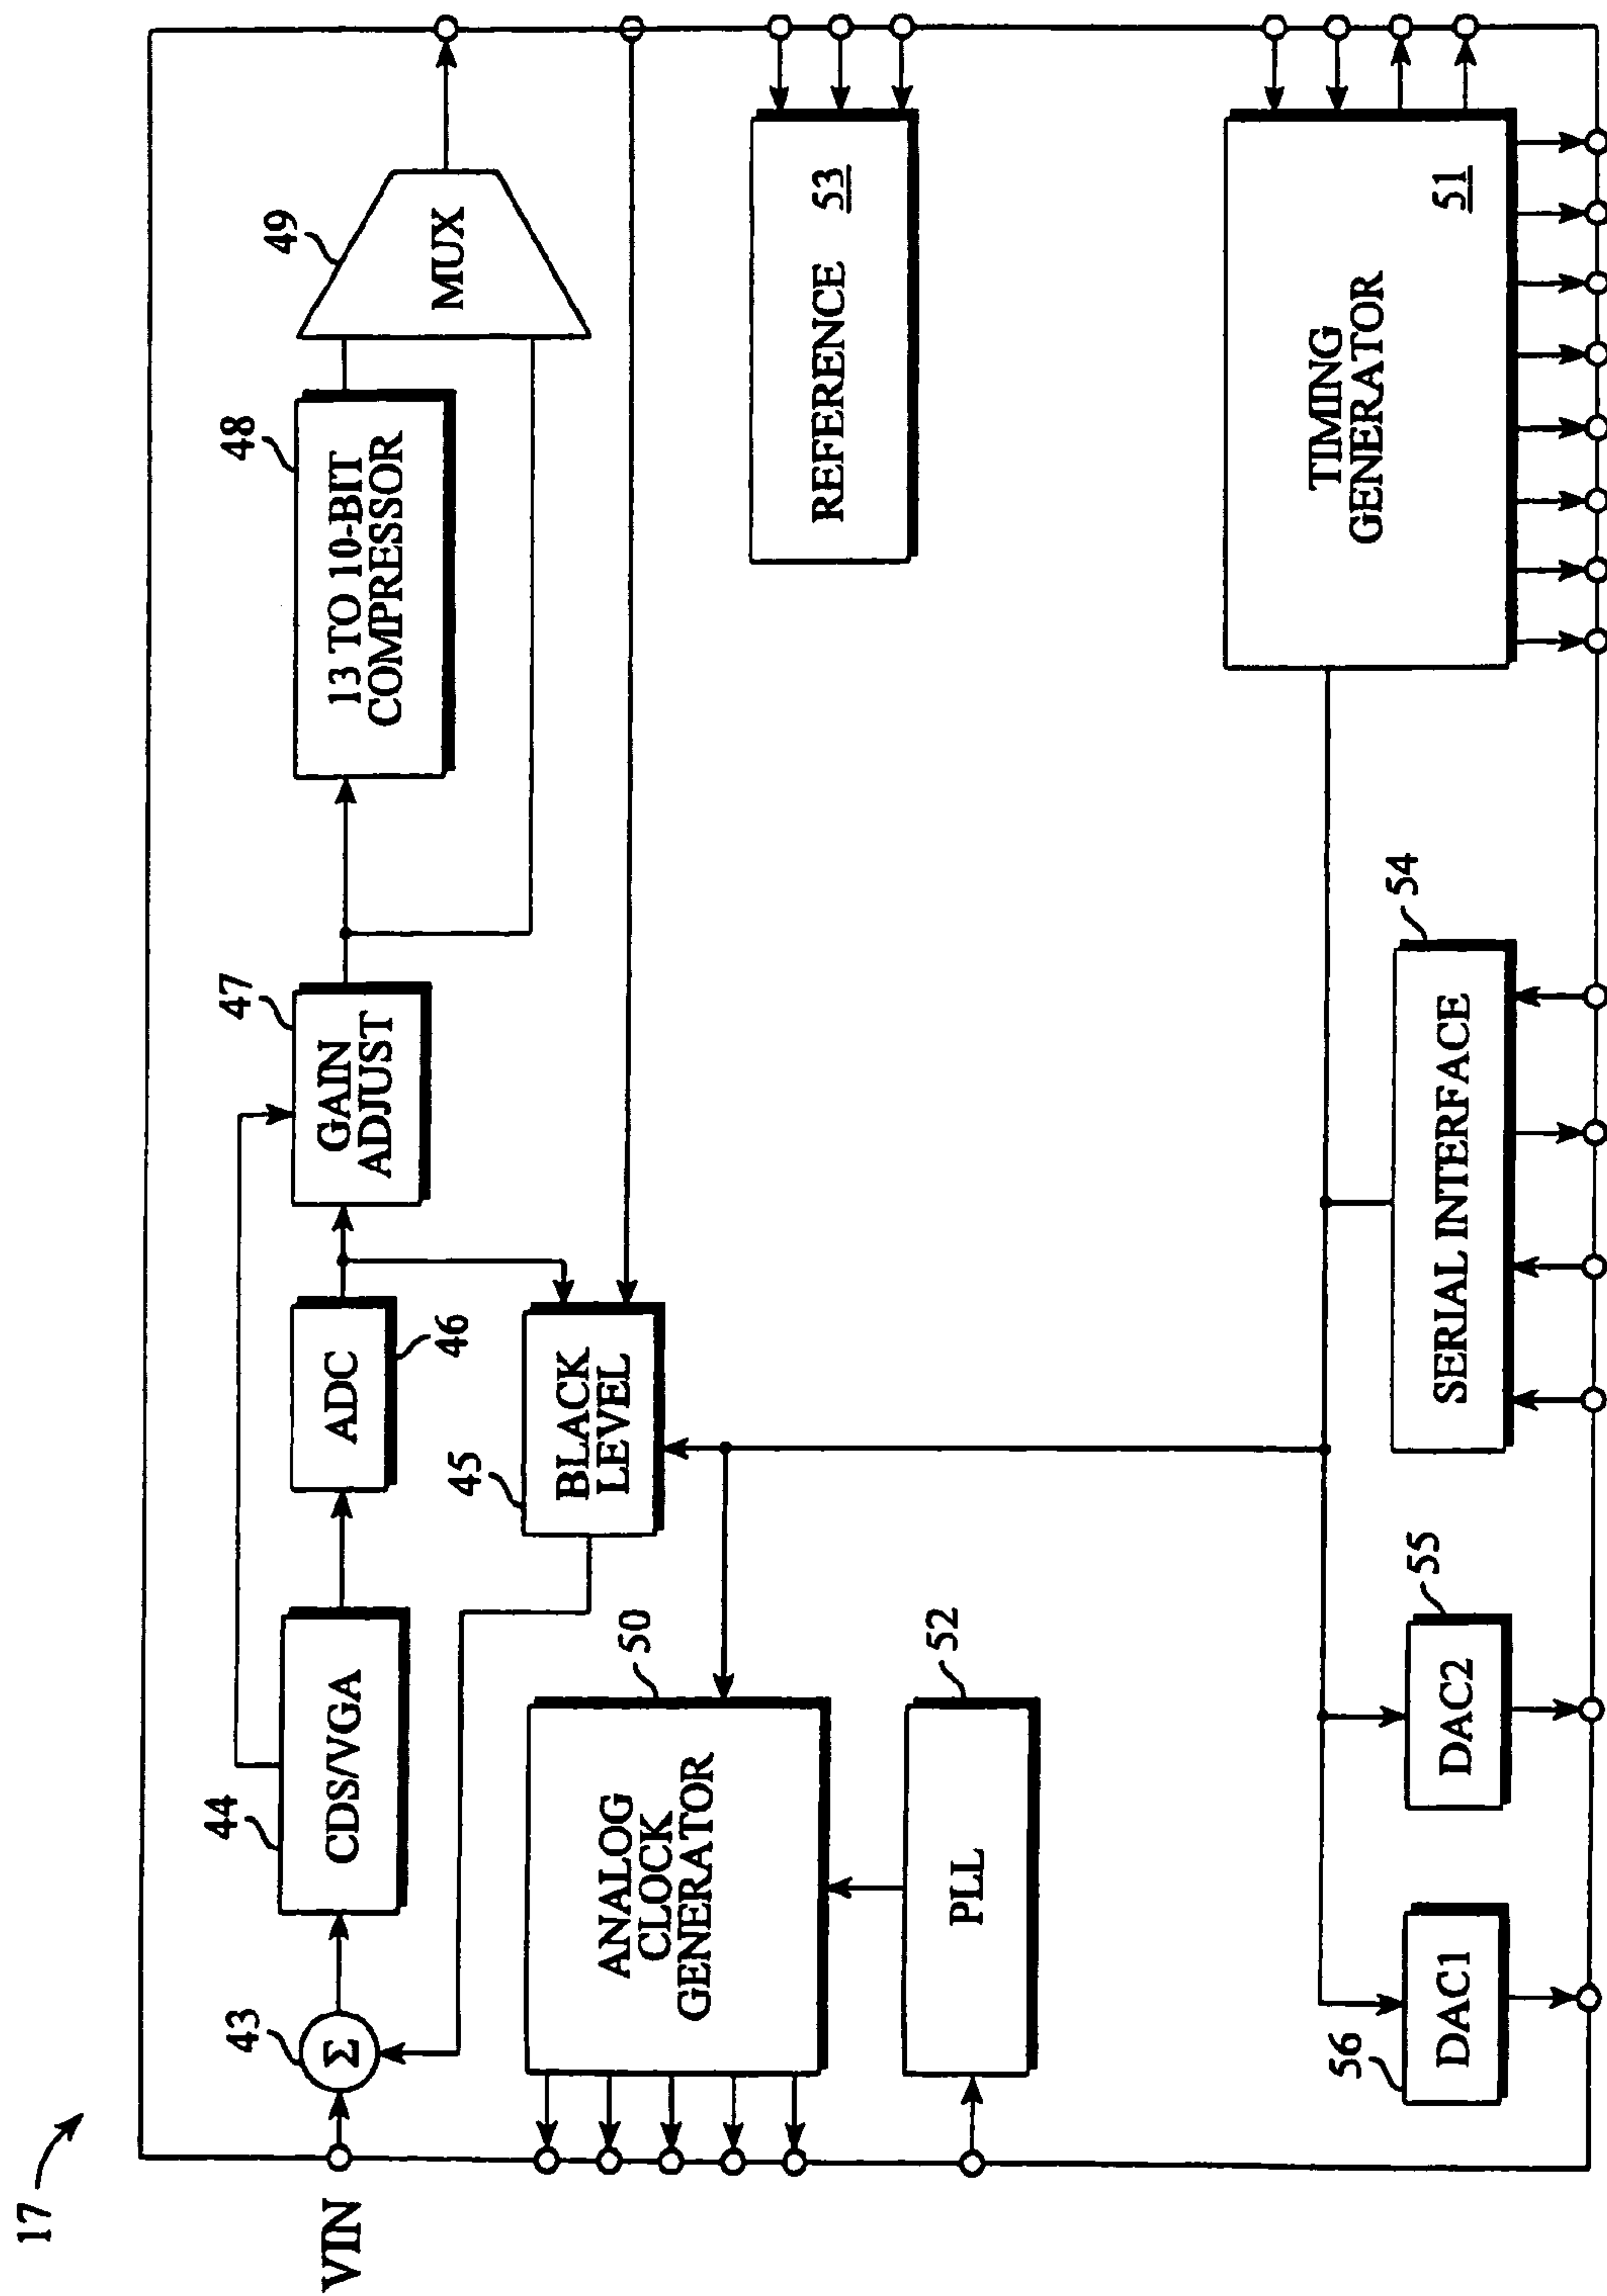 17
VIN
43
Σ
44
CDS/VGA
ADC
46
47
GAIN
ADJUST
48
13 TO 10-BIT
COMPRESSOR
49
MUX
45
BLACK
LEVEL
50
ANALOG
CLOCK
GENERATOR
52
PLL
REFERENCE 53
TIMING
GENERATOR
51
54
SERIAL INTERFACE
55
DAC2
56
DAC1